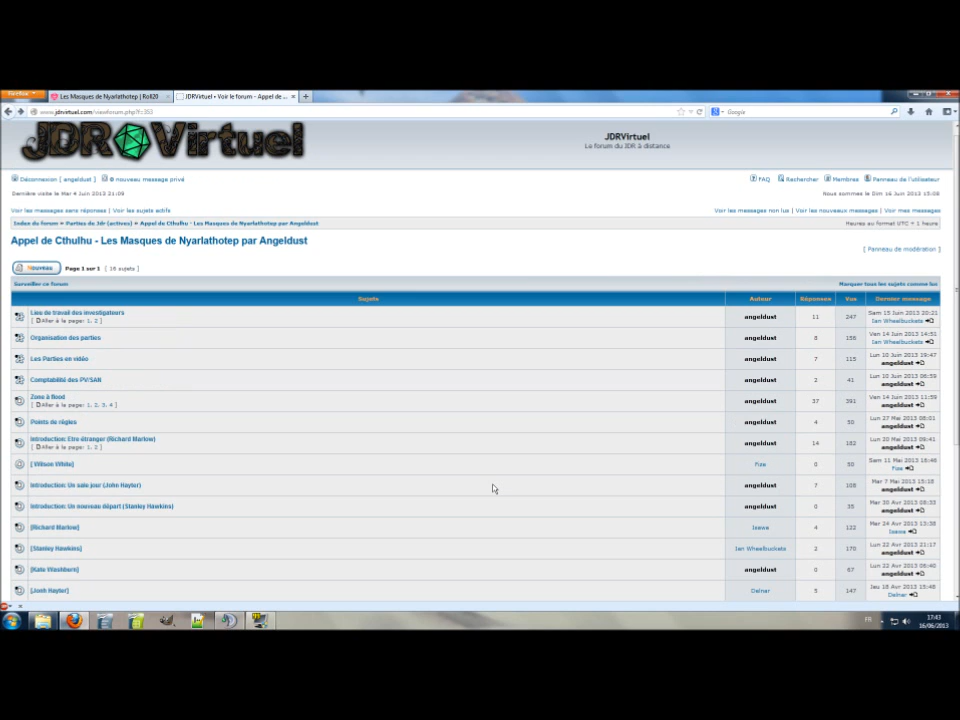 Firefox
Les Masques de Nyarlathotep | Roll20
JDRVirtuel • Voir le forum - Appel de ...
www.jdrvirtuel.com/viewforum.php?f=353
Google
JDR Virtuel
JDRVirtuel
Le forum du JDR à distance
Déconnexion [ angeldust ] 0 nouveau message privé
FAQ Rechercher Membres Panneau de l'utilisateur
Dernière visite le Mar 4 Juin 2013 21:09
Nous sommes le Dim 16 Juin 2013 15:08
Voir les messages sans réponses | Voir les sujets actifs
Voir les messages non lus | Voir les nouveaux messages | Voir mes messages
Index du forum » Parties de Jdr (actives) » Appel de Cthulhu - Les Masques de Nyarlathotep par Angeldust
Heures au format UTC + 1 heure
Appel de Cthulhu - Les Masques de Nyarlathotep par Angeldust
[ Panneau de modération ]
Nouveau Page 1 sur 1
Surveiller ce forum
Marquer tous les sujets comme lus
Sujets Auteur Réponses Vus Dernier message
Lieu de travail des investigateurs
[ Aller à la page: 1, 2 ]
angeldust 11 247
Sam 15 Juin 2013 20:21
Ian Wheelbuckets
Organisation des parties
angeldust 8 156
Ven 14 Juin 2013 14:51
Ian Wheelbuckets
Les Parties en vidéo
angeldust 7 115
Lun 10 Juin 2013 19:47
angeldust
Comptabilité des PV/SAN
angeldust 2 41
Lun 10 Juin 2013 06:59
angeldust
Zone à flood
[ Aller à la page: 1, 2, 3, 4 ]
angeldust 37 391
Ven 14 Juin 2013 11:59
angeldust
Points de règles
angeldust 4 50
Lun 27 Mai 2013 08:01
angeldust
Introduction: Etre étranger (Richard Marlow)
[ Aller à la page: 1, 2 ]
angeldust 14 182
Lun 20 Mai 2013 09:41
angeldust
[ Wilson White]
Fize 0 50
Sam 11 Mai 2013 16:46
Fize
Introduction: Un sale jour (John Hayter)
angeldust 7 108
Mar 7 Mai 2013 15:18
angeldust
Introduction: Un nouveau départ (Stanley Hawkins)
angeldust 0 35
Mar 30 Avr 2013 08:33
angeldust
[Richard Marlow]
Isawa 4 122
Mer 24 Avr 2013 13:38
Isawa
[Stanley Hawkins]
Ian Wheelbuckets 2 170
Lun 22 Avr 2013 21:17
angeldust
[Kate Washborn]
angeldust 0 67
Lun 22 Avr 2013 06:40
angeldust
[Jonh Hayter]
Delnar 5 147
Jeu 18 Avr 2013 15:48
Delnar
FR
17:43
16/06/2013